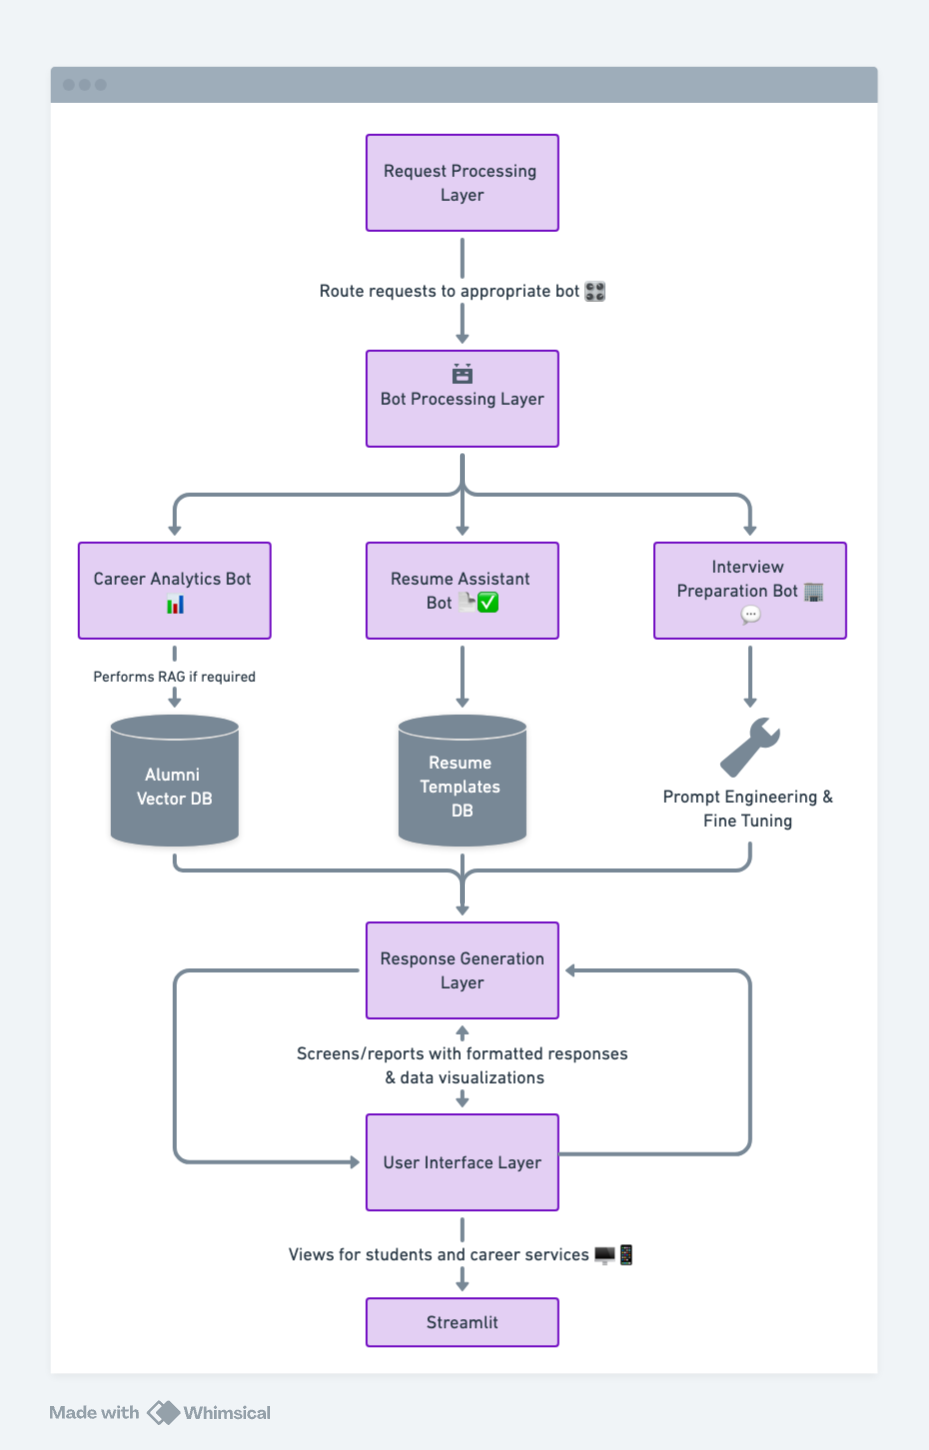 Request Processing
Layer
Route requests to appropriate bot
Bot Processing Layer
Career Analytics Bot
Resume Assistant
Bot
Interview
Preparation Bot
Performs RAG if required
Alumni
Vector DB
Resume
Templates
DB
Prompt Engineering &
Fine Tuning
Response Generation
Layer
Screens/reports with formatted responses
& data visualizations
User Interface Layer
Views for students and career services
Streamlit
Made with Whimsical